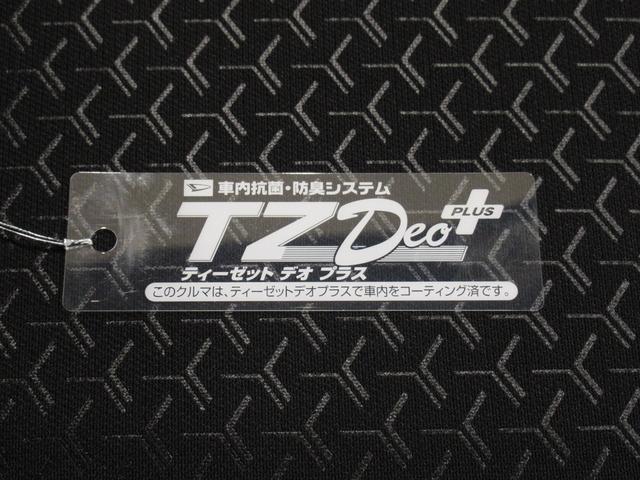 車内抗菌・防臭システム
TZ Deo PLUS
ティーゼット デオ プラス
このクルマは、ティーゼットデオプラスで車内をコーティング済です。